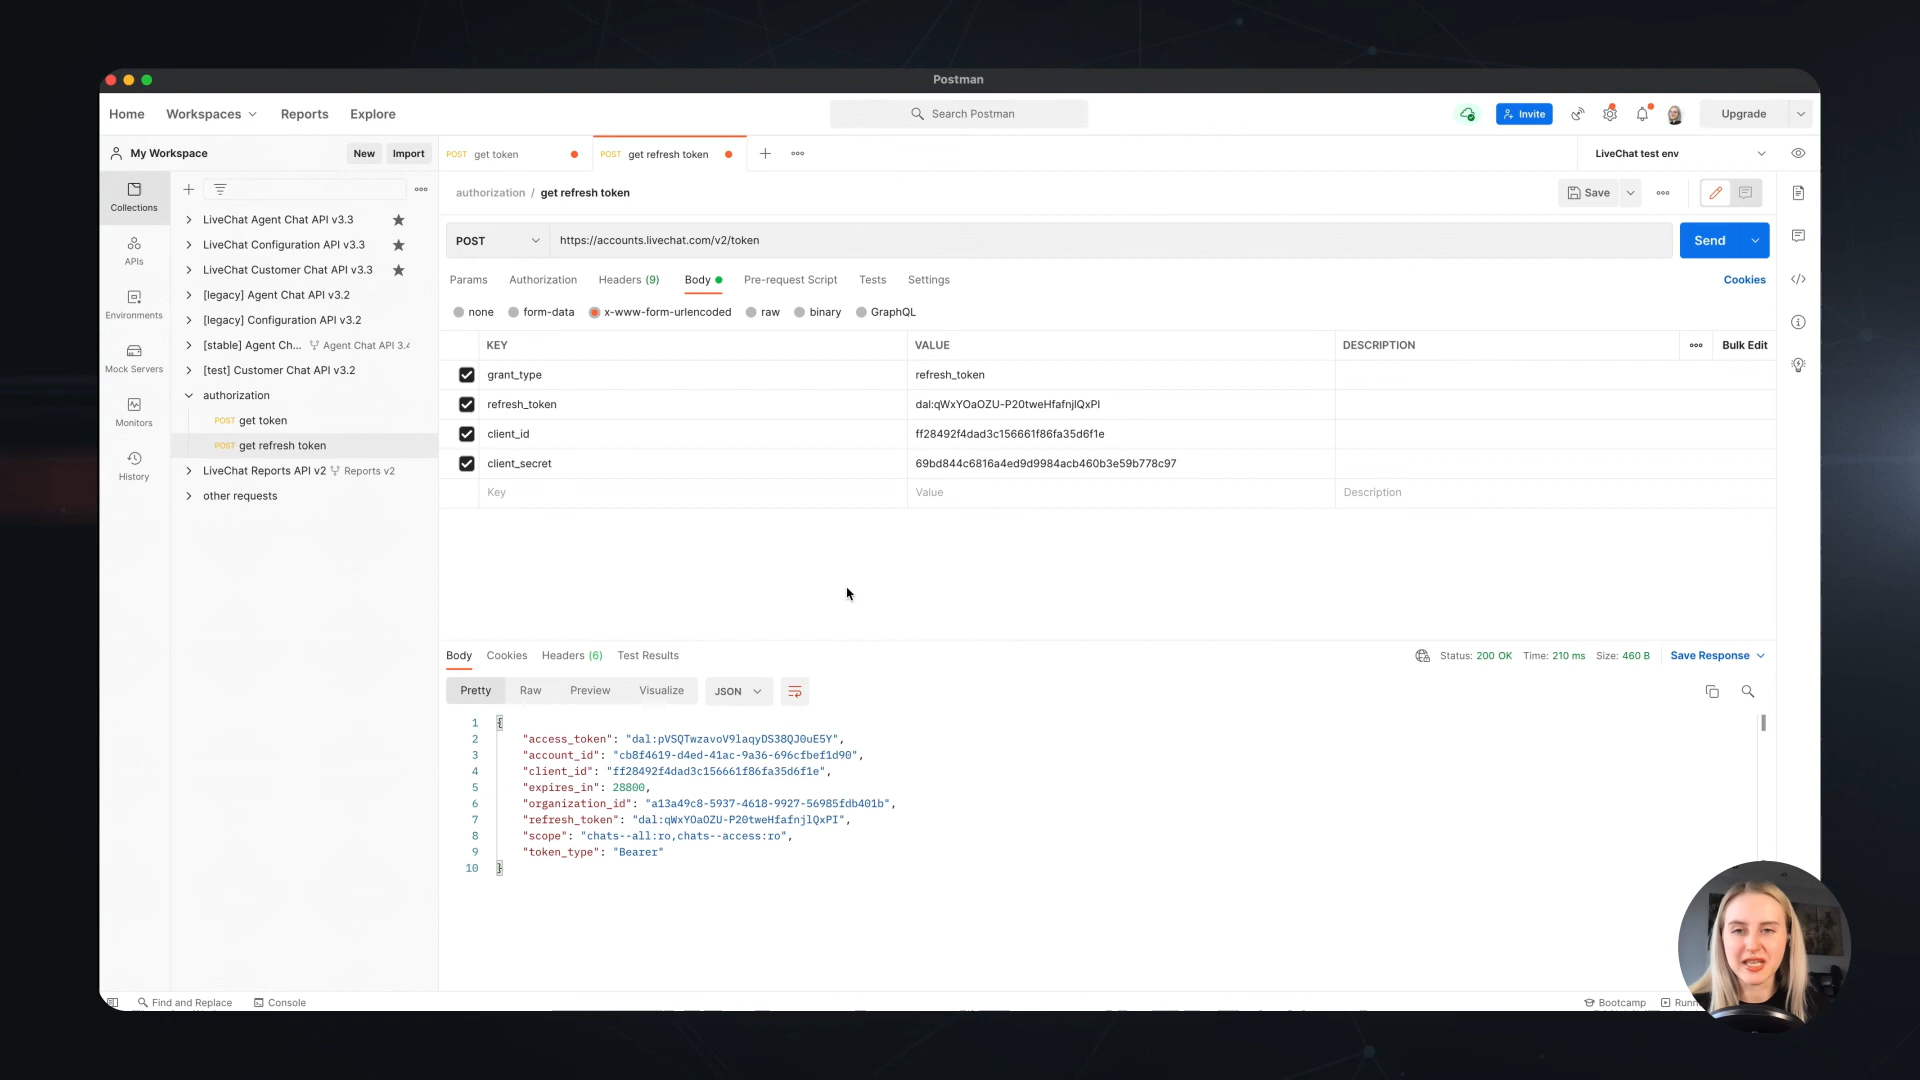 Postman
Home Workspaces Reports Explore
Search Postman
Invite
Upgrade
My Workspace New Import
POST get token
POST get refresh token
LiveChat test env
Collections
APIs
Environments
Mock Servers
Monitors
History
LiveChat Agent Chat API v3.3
LiveChat Configuration API v3.3
LiveChat Customer Chat API v3.3
[legacy] Agent Chat API v3.2
[legacy] Configuration API v3.2
[stable] Agent Ch... Agent Chat API 3.4
[test] Customer Chat API v3.2
authorization
POST get token
POST get refresh token
LiveChat Reports API v2 Reports v2
other requests
authorization / get refresh token
Save
POST https://accounts.livechat.com/v2/token
Send
Params Authorization Headers (9) Body Pre-request Script Tests Settings
Cookies
none form-data x-www-form-urlencoded raw binary GraphQL
KEY VALUE DESCRIPTION Bulk Edit
grant_type refresh_token
refresh_token dal:qWxYOaOZU-P20tweHfafnjlQxPI
client_id ff28492f4dad3c156661f86fa35d6f1e
client_secret 69bd844c6816a4ed9d9984acb460b3e59b778c97
Key Value Description
Body Cookies Headers (6) Test Results
Status: 200 OK Time: 210 ms Size: 460 B Save Response
Pretty Raw Preview Visualize JSON
1 {
2 "access_token": "dal:pVSQTwzavoV9laqyDS38QJ0uE5Y",
3 "account_id": "cb8f4619-d4ed-41ac-9a36-696cfbef1d90",
4 "client_id": "ff28492f4dad3c156661f86fa35d6f1e",
5 "expires_in": 28800,
6 "organization_id": "a13a49c8-5937-4618-9927-56985fdb401b",
7 "refresh_token": "dal:qWxYOaOZU-P20tweHfafnjlQxPI",
8 "scope": "chats--all:ro,chats--access:ro",
9 "token_type": "Bearer"
10 }
Find and Replace Console
Bootcamp Runn